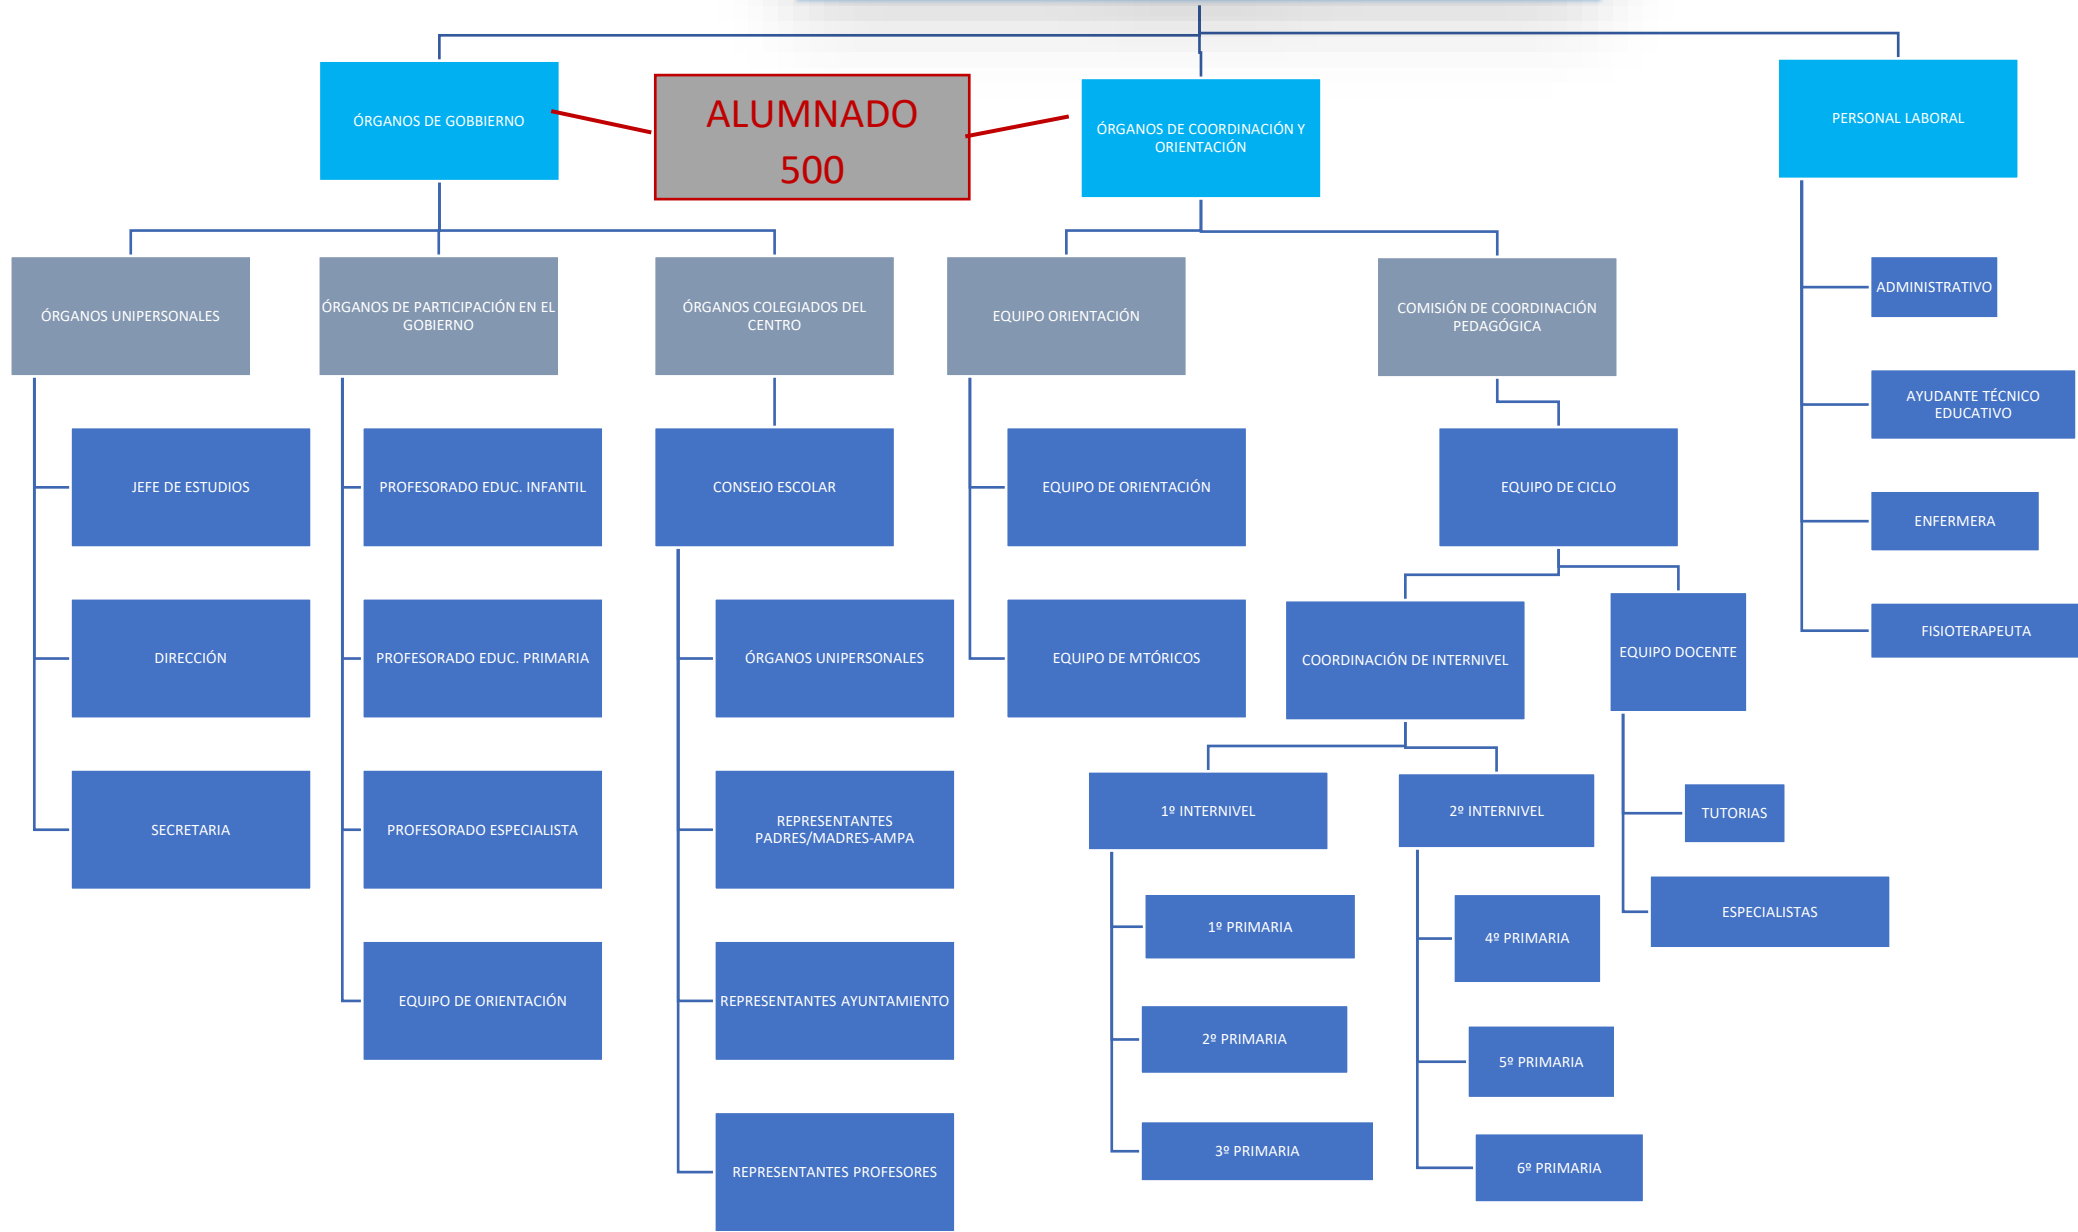 ALUMNADO
500
ÓRGANOS DE GOBBIERNO
ÓRGANOS DE COORDINACIÓN Y
ORIENTACIÓN
PERSONAL LABORAL
ÓRGANOS UNIPERSONALES
ÓRGANOS DE PARTICIPACIÓN EN EL
GOBIERNO
ÓRGANOS COLEGIADOS DEL
CENTRO
EQUIPO ORIENTACIÓN
COMISIÓN DE COORDINACIÓN
PEDAGÓGICA
ADMINISTRATIVO
AYUDANTE TÉCNICO
EDUCATIVO
ENFERMERA
FISIOTERAPEUTA
JEFE DE ESTUDIOS
DIRECCIÓN
SECRETARIA
PROFESORADO EDUC. INFANTIL
PROFESORADO EDUC. PRIMARIA
PROFESORADO ESPECIALISTA
EQUIPO DE ORIENTACIÓN
CONSEJO ESCOLAR
ÓRGANOS UNIPERSONALES
REPRESENTANTES
PADRES/MADRES-AMPA
REPRESENTANTES AYUNTAMIENTO
REPRESENTANTES PROFESORES
EQUIPO DE ORIENTACIÓN
EQUIPO DE MTÓRICOS
EQUIPO DE CICLO
COORDINACIÓN DE INTERNIVEL
EQUIPO DOCENTE
1º INTERNIVEL
2º INTERNIVEL
TUTORIAS
ESPECIALISTAS
1º PRIMARIA
2º PRIMARIA
3º PRIMARIA
4º PRIMARIA
5º PRIMARIA
6º PRIMARIA